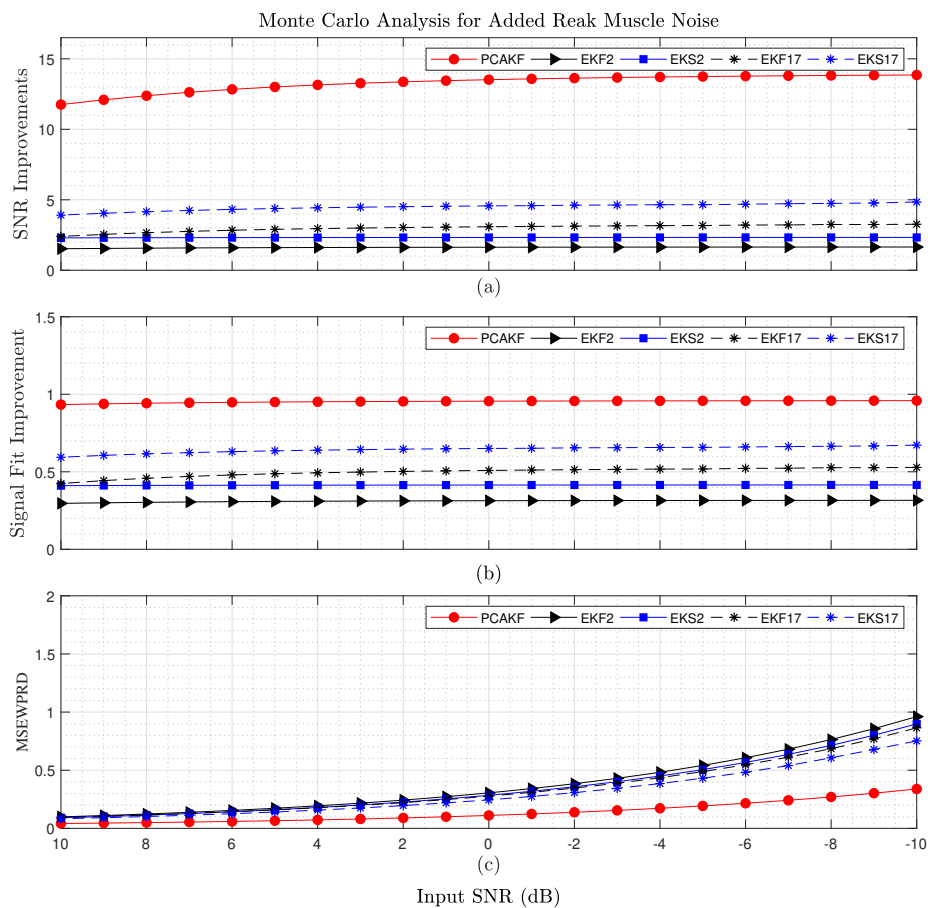 Monte Carlo Analysis for Added Reak Muscle Noise
PCAKF EKF2 EKS2 EKF17 EKS17
SNR Improvements
15
10
5
0
(a)
PCAKF EKF2 EKS2 EKF17 EKS17
Signal Fit Improvement
1.5
1
0.5
0
(b)
PCAKF EKF2 EKS2 EKF17 EKS17
MSEWPRD
2
1.5
1
0.5
0
10 8 6 4 2 0 -2 -4 -6 -8 -10
(c)
Input SNR (dB)